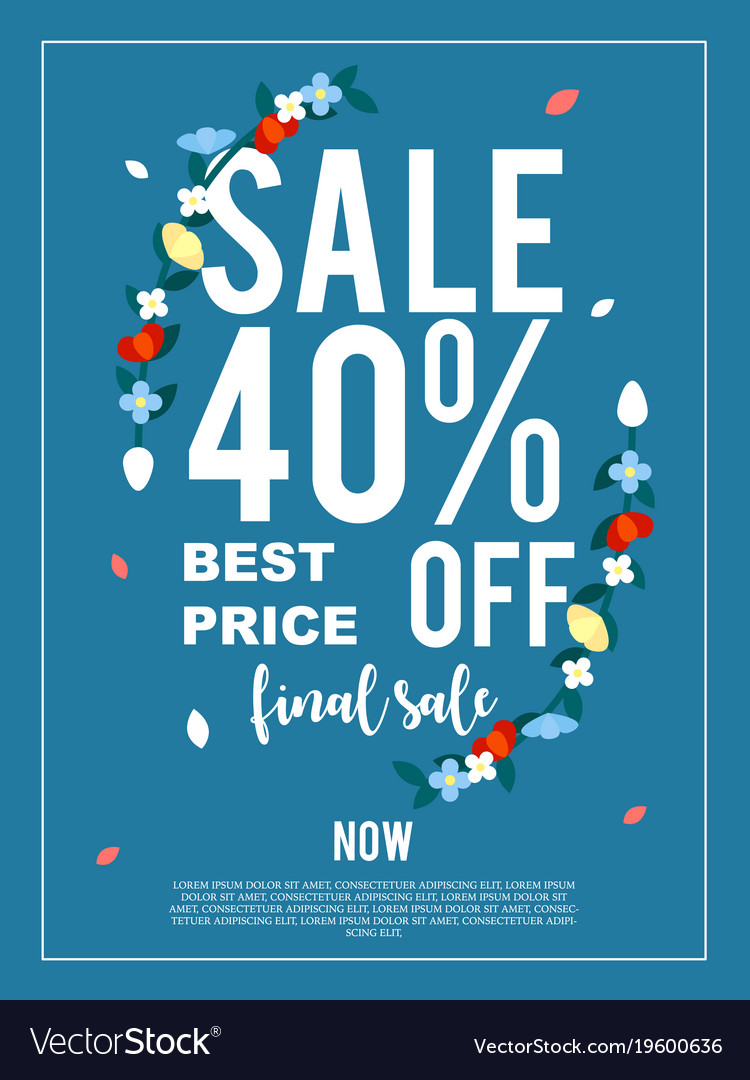 SALE
40%
BEST
PRICE
OFF
final sale
NOW
LOREM IPSUM DOLOR SIT AMET, CONSECTETUER ADIPISCING ELIT, LOREM IPSUM
DOLOR SIT AMET, CONSECTETUER ADIPISCING ELIT, LOREM IPSUM DOLOR SIT
AMET, CONSECTETUER ADIPISCING ELIT, LOREM IPSUM DOLOR SIT AMET, CONSEC-
TETUER ADIPISCING ELIT, LOREM IPSUM DOLOR SIT AMET, CONSECTETUER ADIPI-
SCING ELIT,
VectorStock®
VectorStock.com/19600636